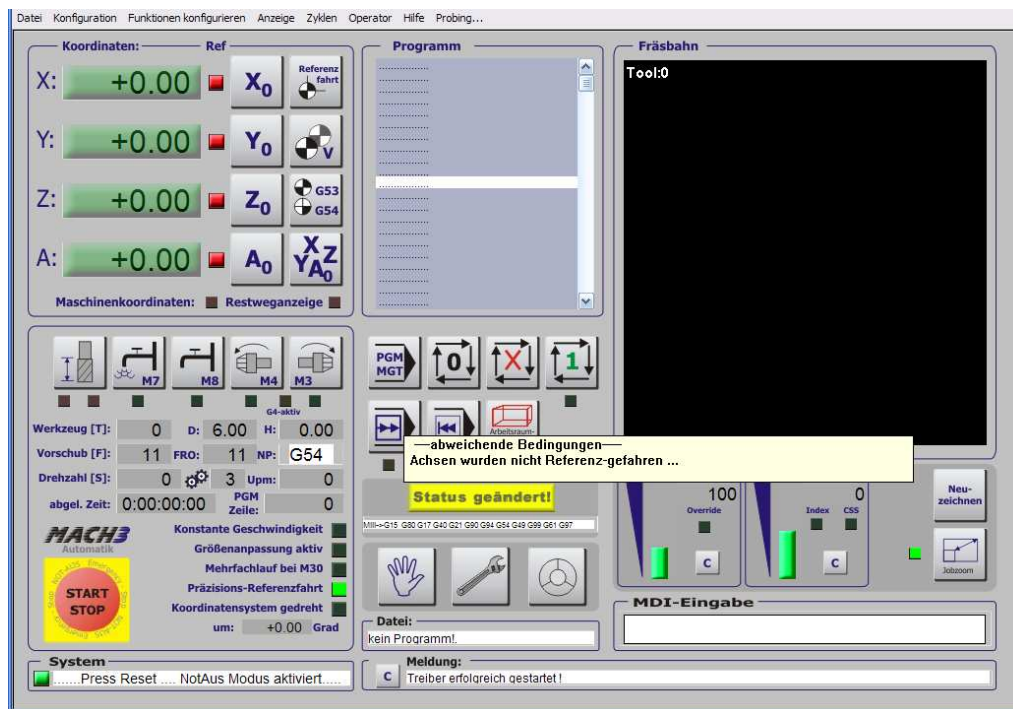 Datei Konfiguration Funktionen konfigurieren Anzeige Zyklen Operator Hilfe Probing...
Koordinaten: Ref
X: +0.00 X0 Referenz fahrt
Y: +0.00 Y0 V
Z: +0.00 Z0 G53 G54
A: +0.00 A0 X Y Z A0
Maschinenkoordinaten: Restweganzeige
Programm
Fräsbahn
Tool:0
M7 M8 M4 M3
G4-aktiv
Werkzeug [T]: 0 D: 6.00 H: 0.00
Vorschub [F]: 11 FRO: 11 NP: G54
Drehzahl [S]: 0 3 Upm: 0
abgel. Zeit: 0:00:00:00 PGM Zeile: 0
MACH3
Automatik
Konstante Geschwindigkeit
Größenanpassung aktiv
Mehrfachlauf bei M30
Präzisions-Referenzfahrt
Koordinatensystem gedreht
um: +0.00 Grad
NOT-AUS Emergency Stop
START
STOP
PGM MGT 0 X 1
Arbeitsraum-
—abweichende Bedingungen—
Achsen wurden nicht Referenz-gefahren ...
Status geändert!
Mill->G15 G80 G17 G40 G21 G90 G94 G54 G49 G99 G61 G97
Datei:
kein Programm!.
100
Override
C
0
Index CSS
C
Neu-
zeichnen
Jobzoom
MDI-Eingabe
System
.......Press Reset .... NotAus Modus aktiviert.....
Meldung:
C Treiber erfolgreich gestartet !